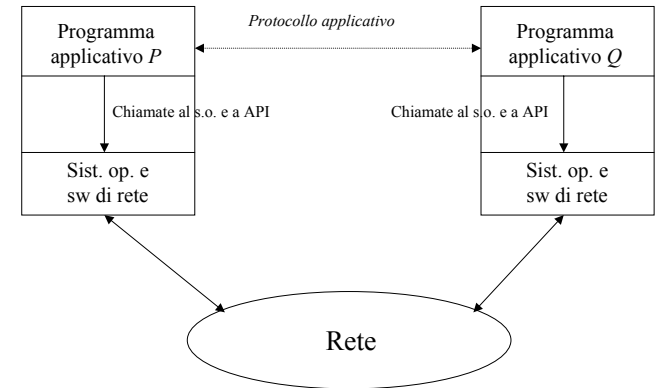 Programma
applicativo P
Protocollo applicativo
Programma
applicativo Q
Chiamate al s.o. e a API
Chiamate al s.o. e a API
Sist. op. e
sw di rete
Sist. op. e
sw di rete
Rete